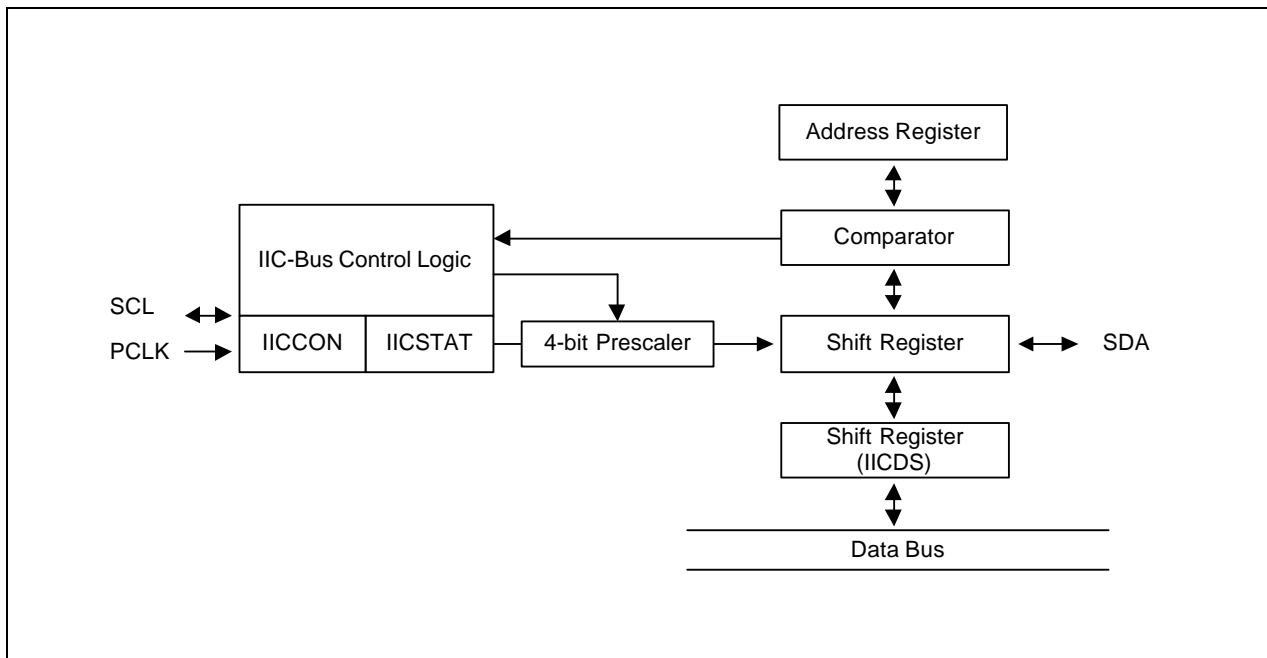 Address Register
Comparator
IIC-Bus Control Logic
SCL
PCLK
IICCON
IICSTAT
4-bit Prescaler
Shift Register
SDA
Shift Register
(IICDS)
Data Bus